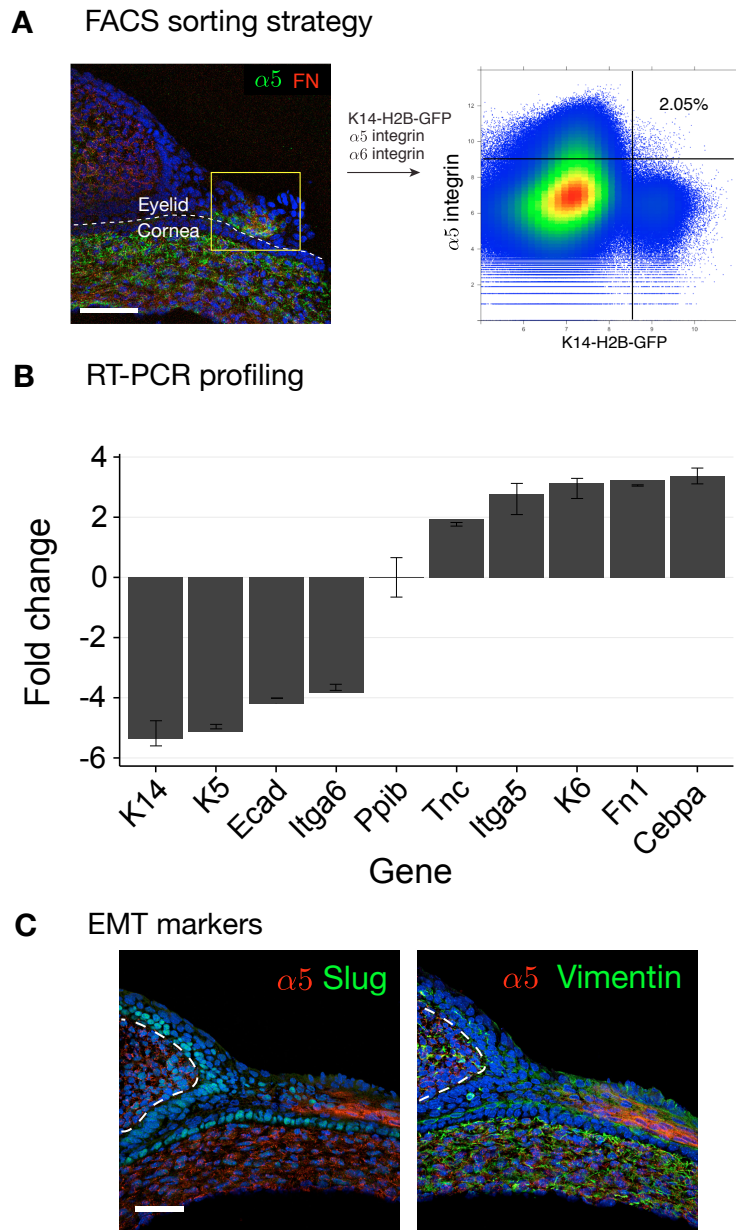 A FACS sorting strategy
α5 FN
Eyelid
Cornea
K14-H2B-GFP
α5 integrin
α6 integrin
2.05%
α5 integrin
12
10
8
6
4
2
6 7 8 9 10
K14-H2B-GFP
B RT-PCR profiling
Fold change
4
2
0
-2
-4
-6
K14 K5 Ecad Itga6 Ppib Tnc Itga5 K6 Fn1 Cebpa
Gene
C EMT markers
α5 Slug
α5 Vimentin